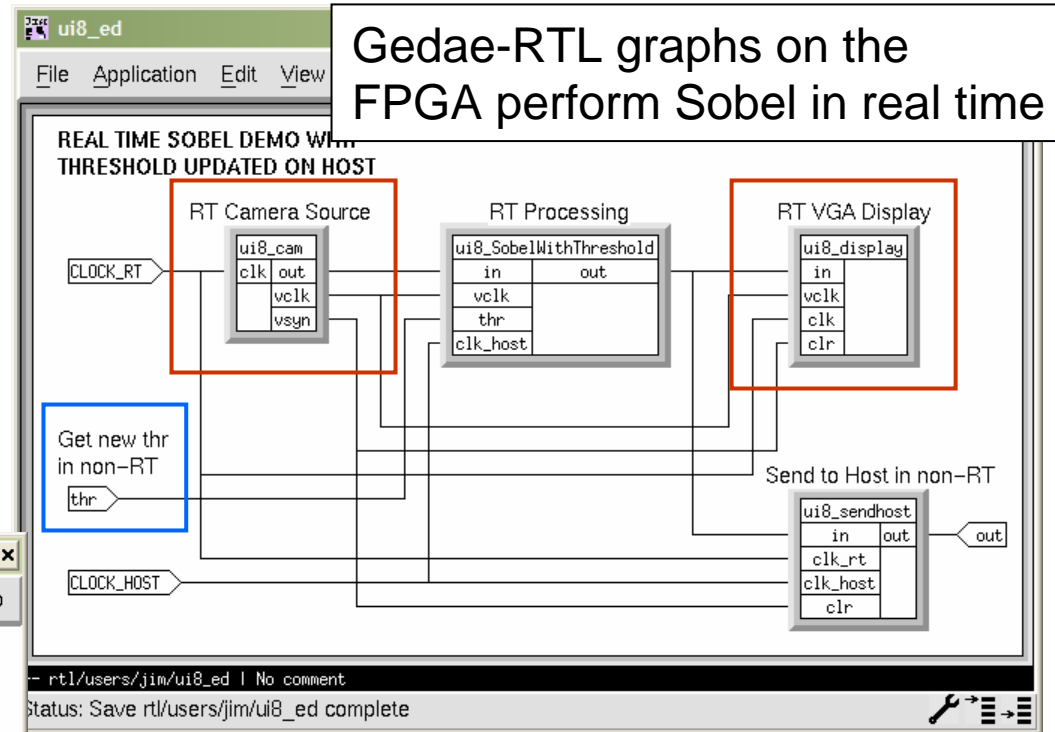 ui8_ed
Gedae-RTL graphs on the
FPGA perform Sobel in real time
File Application Edit View
REAL TIME SOBEL DEMO WITH
THRESHOLD UPDATED ON HOST
RT Camera Source
RT Processing
RT VGA Display
ui8_cam
clk out
vclk
vsyn
ui8_SobelWithThreshold
in out
vclk
thr
clk_host
ui8_display
in
vclk
clk
clr
CLOCK_RT
Get new thr
in non-RT
thr
Send to Host in non-RT
ui8_sendhost
in out
clk_rt
clk_host
clr
out
CLOCK_HOST
-- rtl/users/jim/ui8_ed | No comment
Status: Save rtl/users/jim/ui8_ed complete